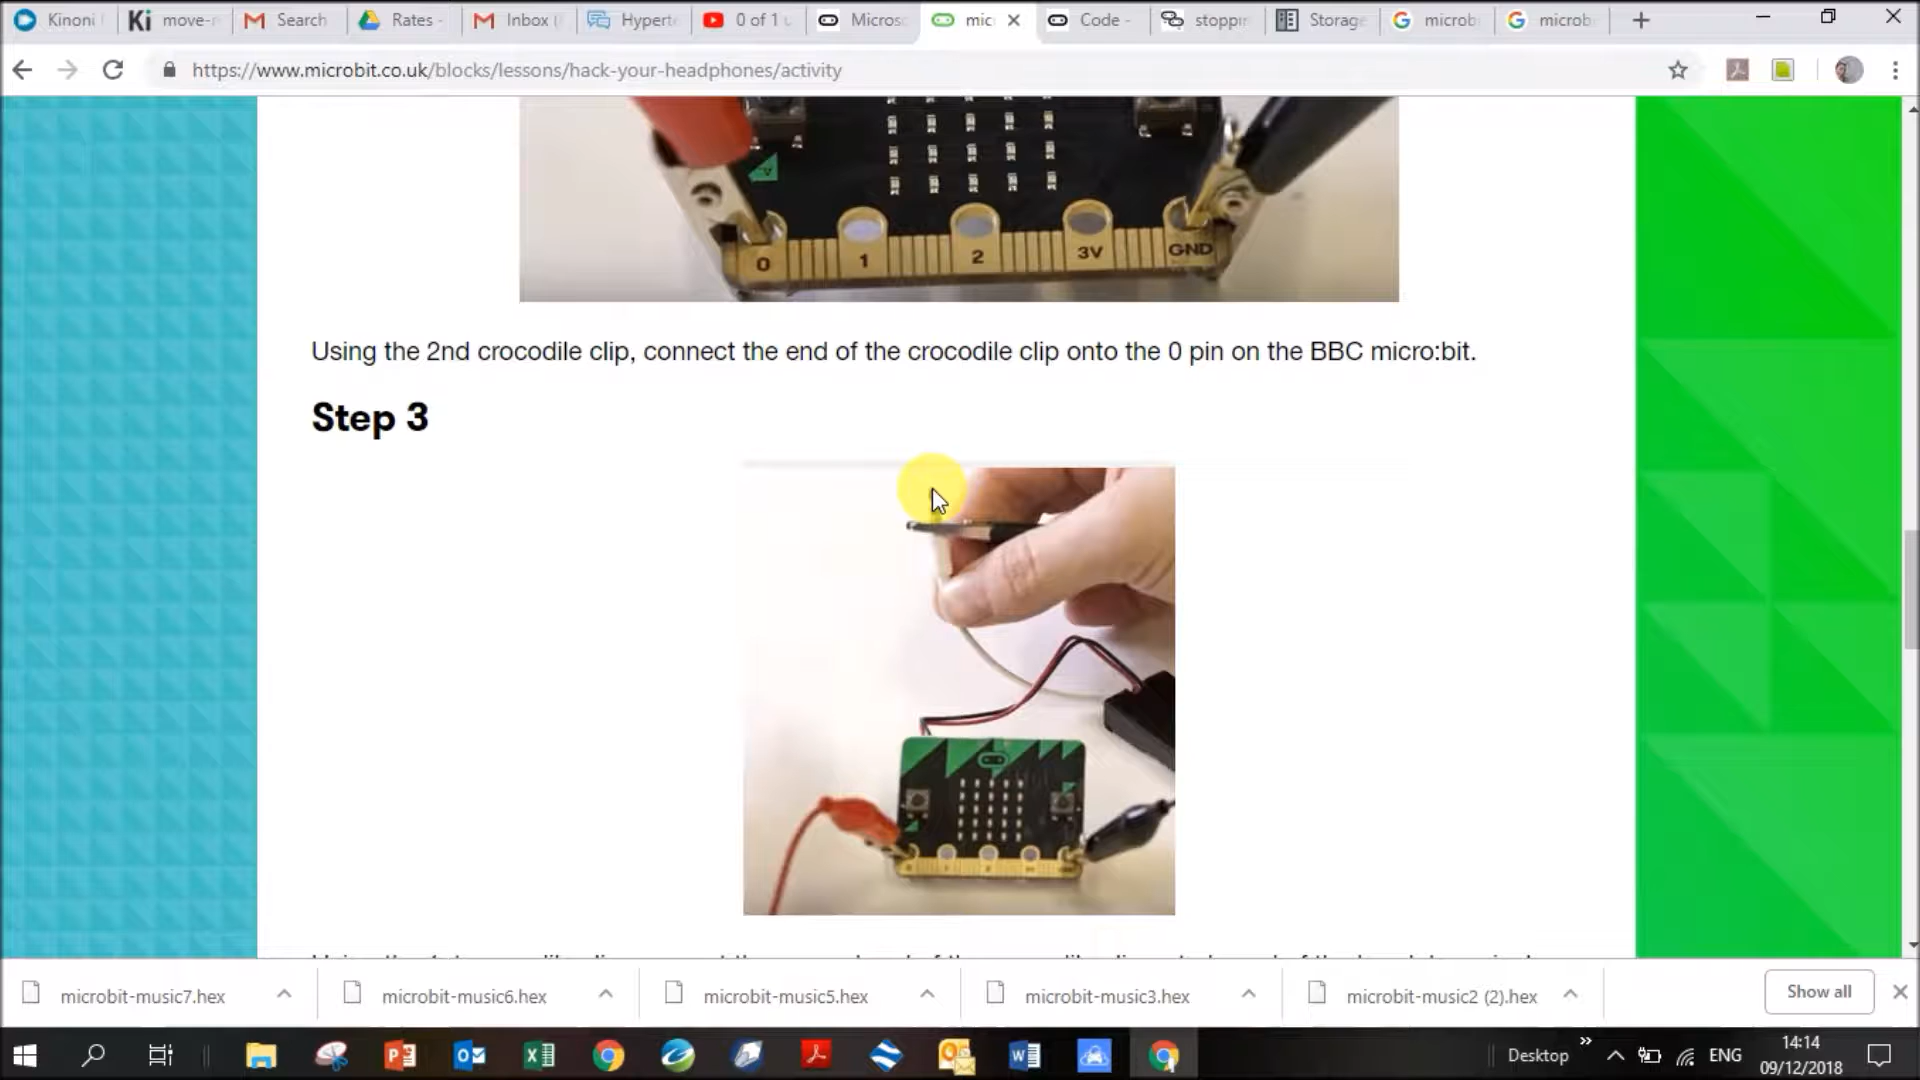 Kinoni
move-
Search
Rates -
Inbox (
Hyperte
0 of 1
Micros
mic
Code -
stoppi
Storage
microb
microb
https://www.microbit.co.uk/blocks/lessons/hack-your-headphones/activity
0 1 2 3V GND
Using the 2nd crocodile clip, connect the end of the crocodile clip onto the 0 pin on the BBC micro:bit.
Step 3
microbit-music7.hex
microbit-music6.hex
microbit-music5.hex
microbit-music3.hex
microbit-music2 (2).hex
Show all
Desktop
ENG
14:14
09/12/2018